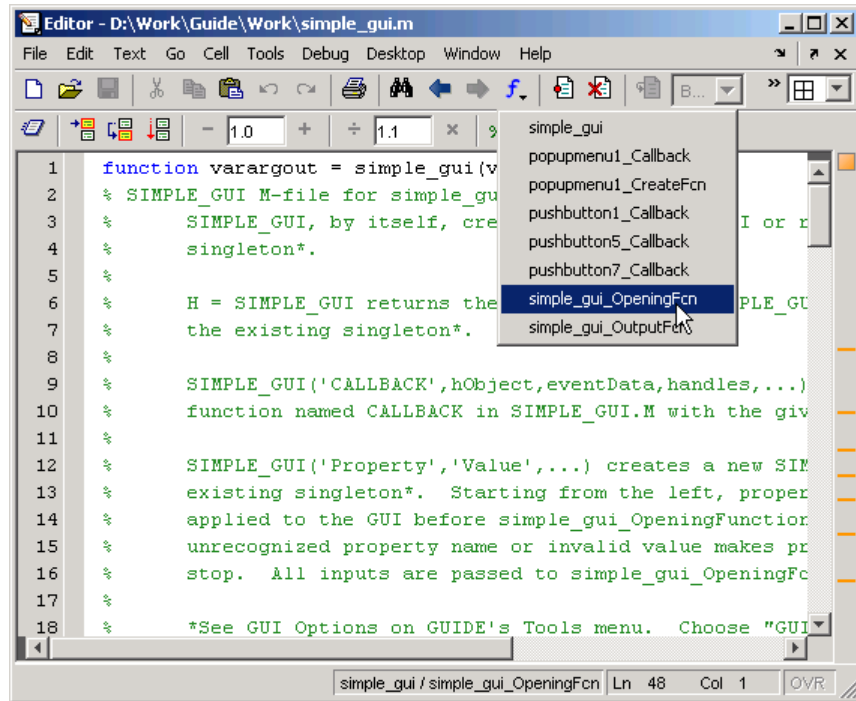 Editor - D:\Work\Guide\Work\simple_gui.m
File Edit Text Go Cell Tools Debug Desktop Window Help
B...
1.0 1.1
simple_gui
popupmenu1_Callback
popupmenu1_CreateFcn
pushbutton1_Callback
pushbutton5_Callback
pushbutton7_Callback
simple_gui_OpeningFcn
simple_gui_OutputFcn
1 function varargout = simple_gui(v
2 % SIMPLE_GUI M-file for simple_gu
3 % SIMPLE_GUI, by itself, cre I or r
4 % singleton*.
5 %
6 % H = SIMPLE_GUI returns the PLE_GU
7 % the existing singleton*.
8 %
9 % SIMPLE_GUI('CALLBACK',hObject,eventData,handles,...)
10 % function named CALLBACK in SIMPLE_GUI.M with the giv
11 %
12 % SIMPLE_GUI('Property','Value',...) creates a new SIM
13 % existing singleton*. Starting from the left, proper
14 % applied to the GUI before simple_gui_OpeningFunction
15 % unrecognized property name or invalid value makes pr
16 % stop. All inputs are passed to simple_gui_OpeningFc
17 %
18 % *See GUI Options on GUIDE's Tools menu. Choose "GUI
simple_gui / simple_gui_OpeningFcn Ln 48 Col 1 OVR